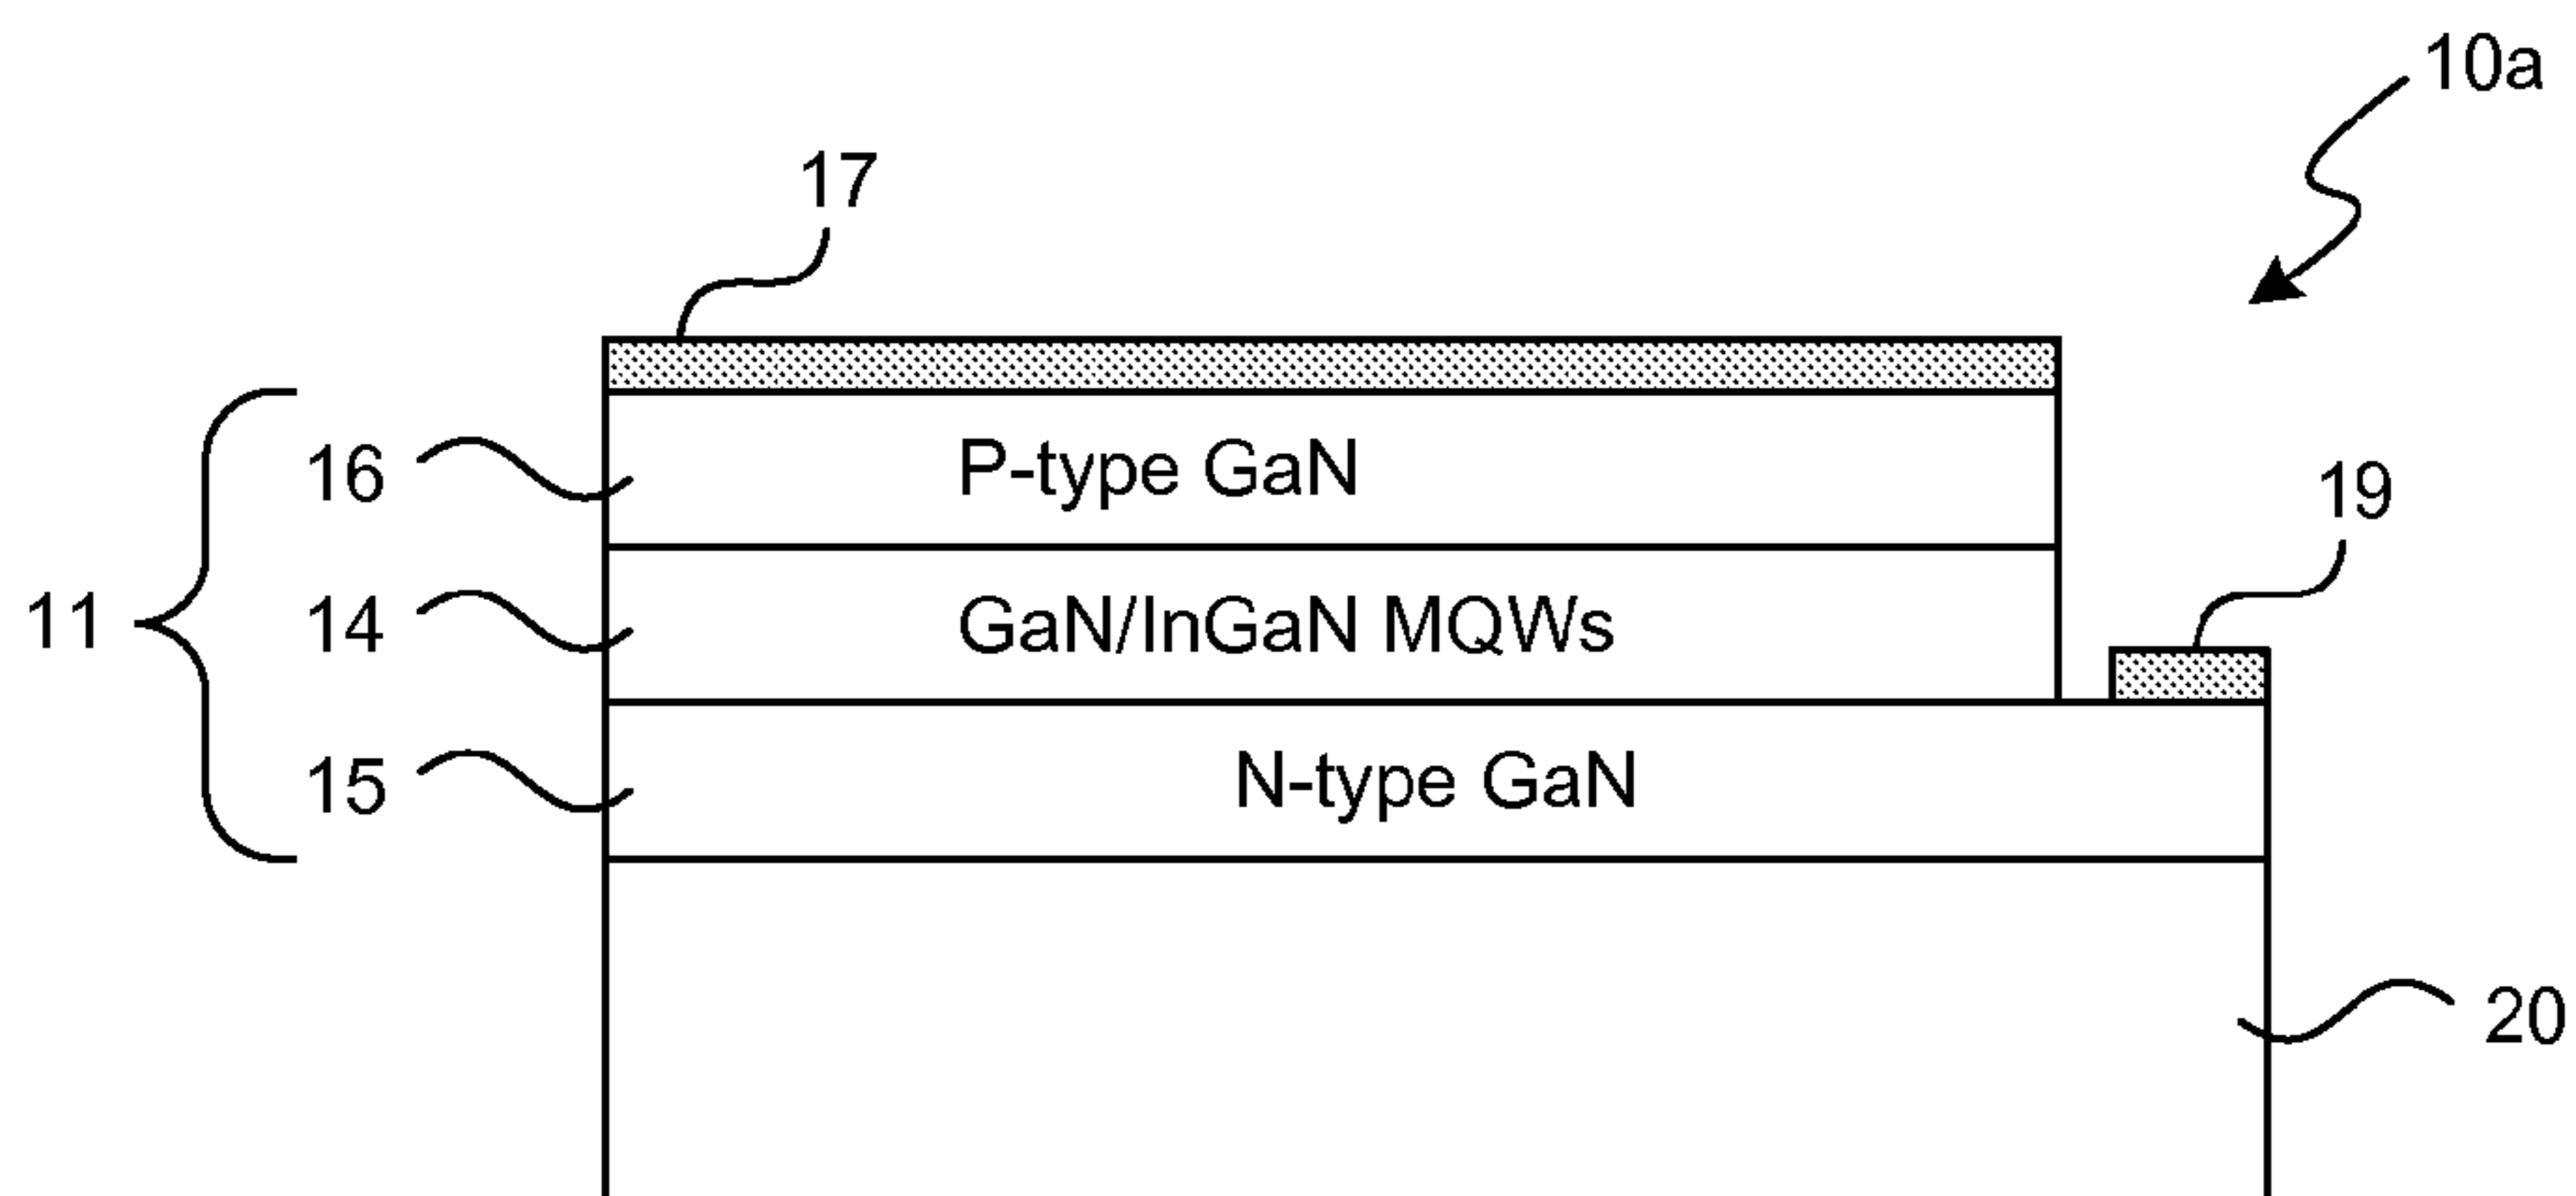 10a
17
16 P-type GaN
19
11 14 GaN/InGaN MQWs
15 N-type GaN
20